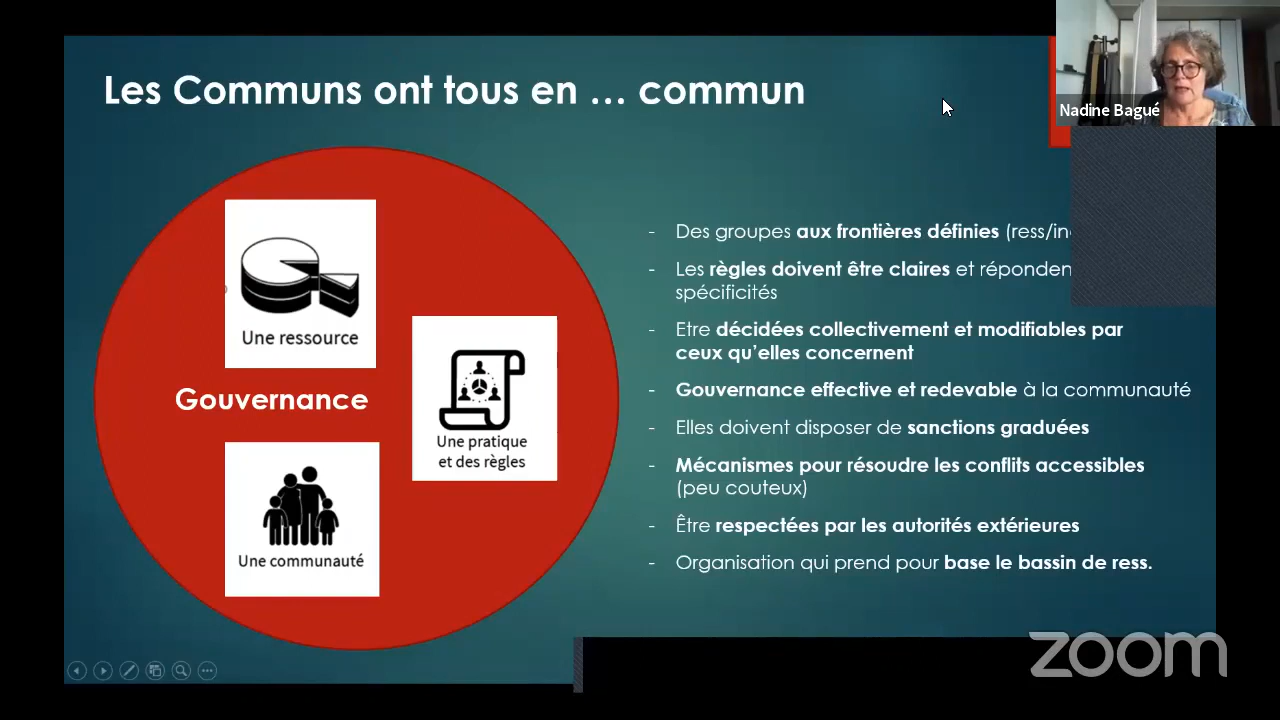 Les Communs ont tous en … commun
Nadine Bagué
Une ressource
Gouvernance
Une pratique
et des règles
Une communauté
- Des groupes aux frontières définies
- Les règles doivent être claires et
spécificités
- Etre décidées collectivement et modifiables par
ceux qu'elles concernent
- Gouvernance effective et redevable à la communauté
- Elles doivent disposer de sanctions graduées
- Mécanismes pour résoudre les conflits accessibles
(peu couteux)
- Être respectées par les autorités extérieures
- Organisation qui prend pour base le bassin de ress.
zoom